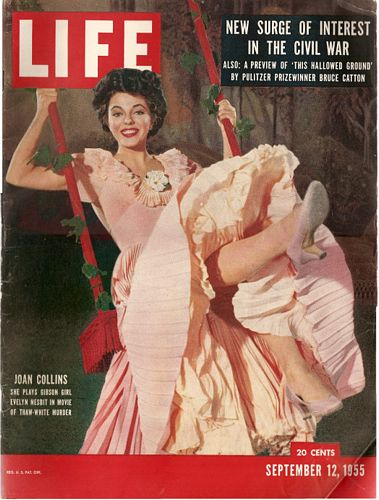 LIFE
NEW SURGE OF INTEREST
IN THE CIVIL WAR
ALSO: A PREVIEW OF 'THIS HALLOWED GROUND'
BY PULITZER PRIZEWINNER BRUCE CATTON
JOAN COLLINS
SHE PLAYS GIBSON GIRL
EVELYN NESBIT IN MOVIE
OF THAW-WHITE MURDER
20 CENTS
REG. U. S. PAT. OFF.
SEPTEMBER 12, 1955